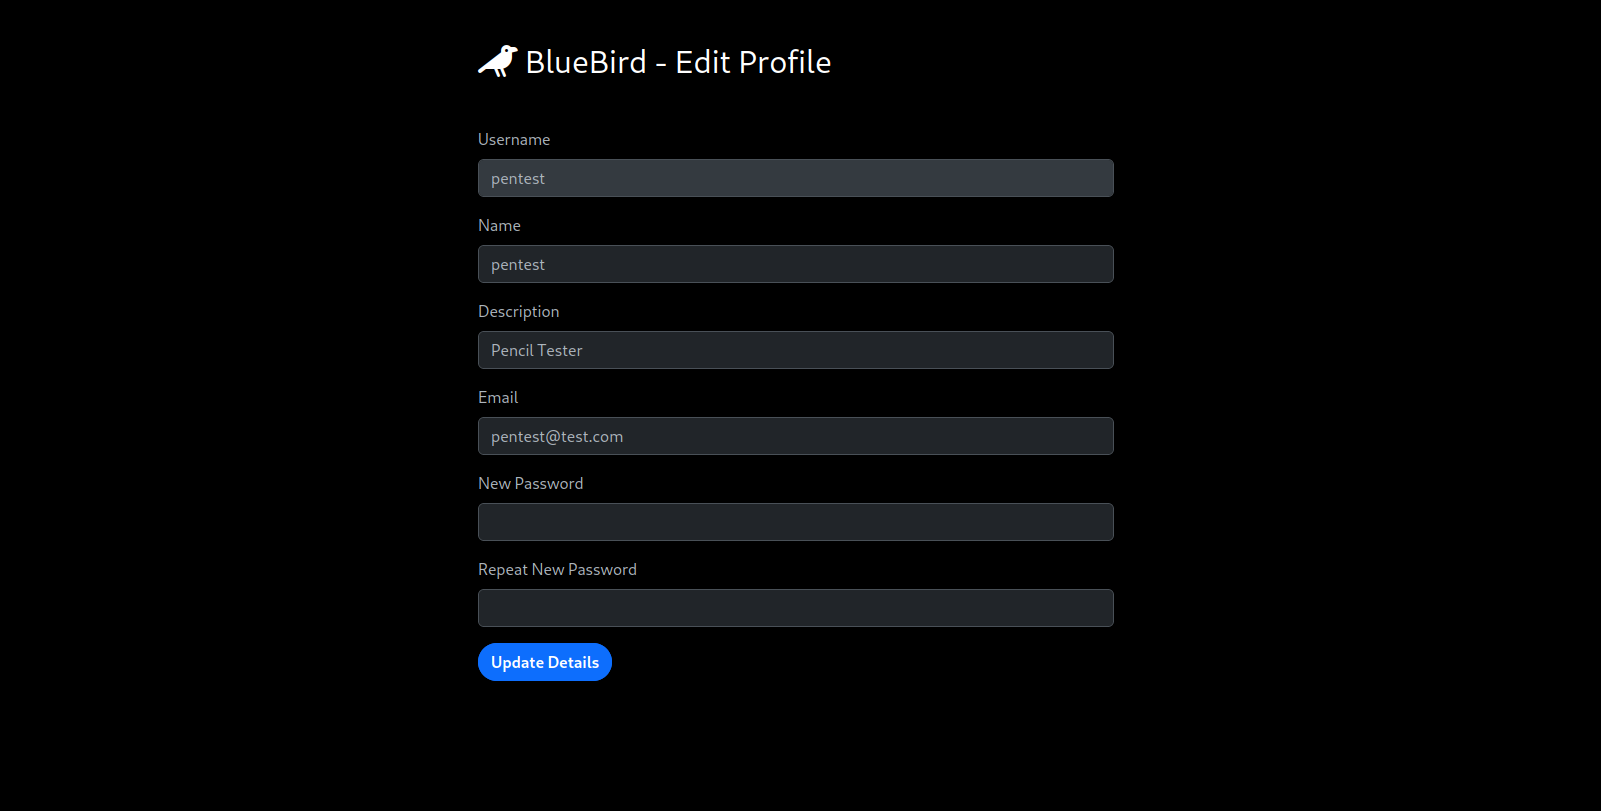 BlueBird - Edit Profile
Username
pentest
Name
pentest
Description
Pencil Tester
Email
pentest@test.com
New Password
Repeat New Password
Update Details